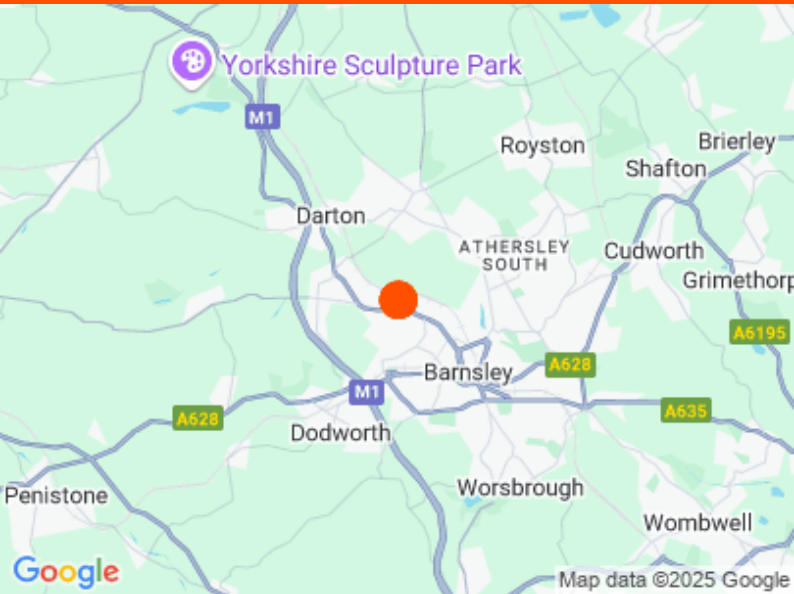 Yorkshire Sculpture Park
M1
Royston
Brierley
Shafton
Darton
ATHERSLEY
SOUTH
Cudworth
Grimethorp
A6195
Barnsley
A628
M1
A628
A635
Dodworth
Penistone
Worsbrough
Wombwell
Google
Map data ©2025 Google